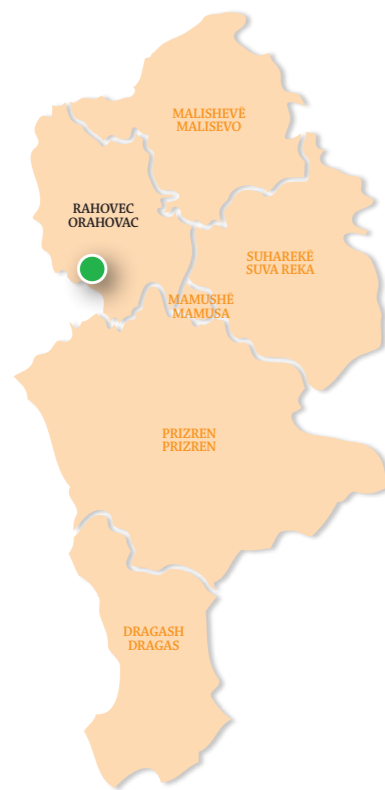 MALISHEVË
MALISEVO
RAHOVEC
ORAHOVAC
SUHAREKË
SUVA REKA
MAMUSHË
MAMUSA
PRIZREN
PRIZREN
DRAGASH
DRAGAS